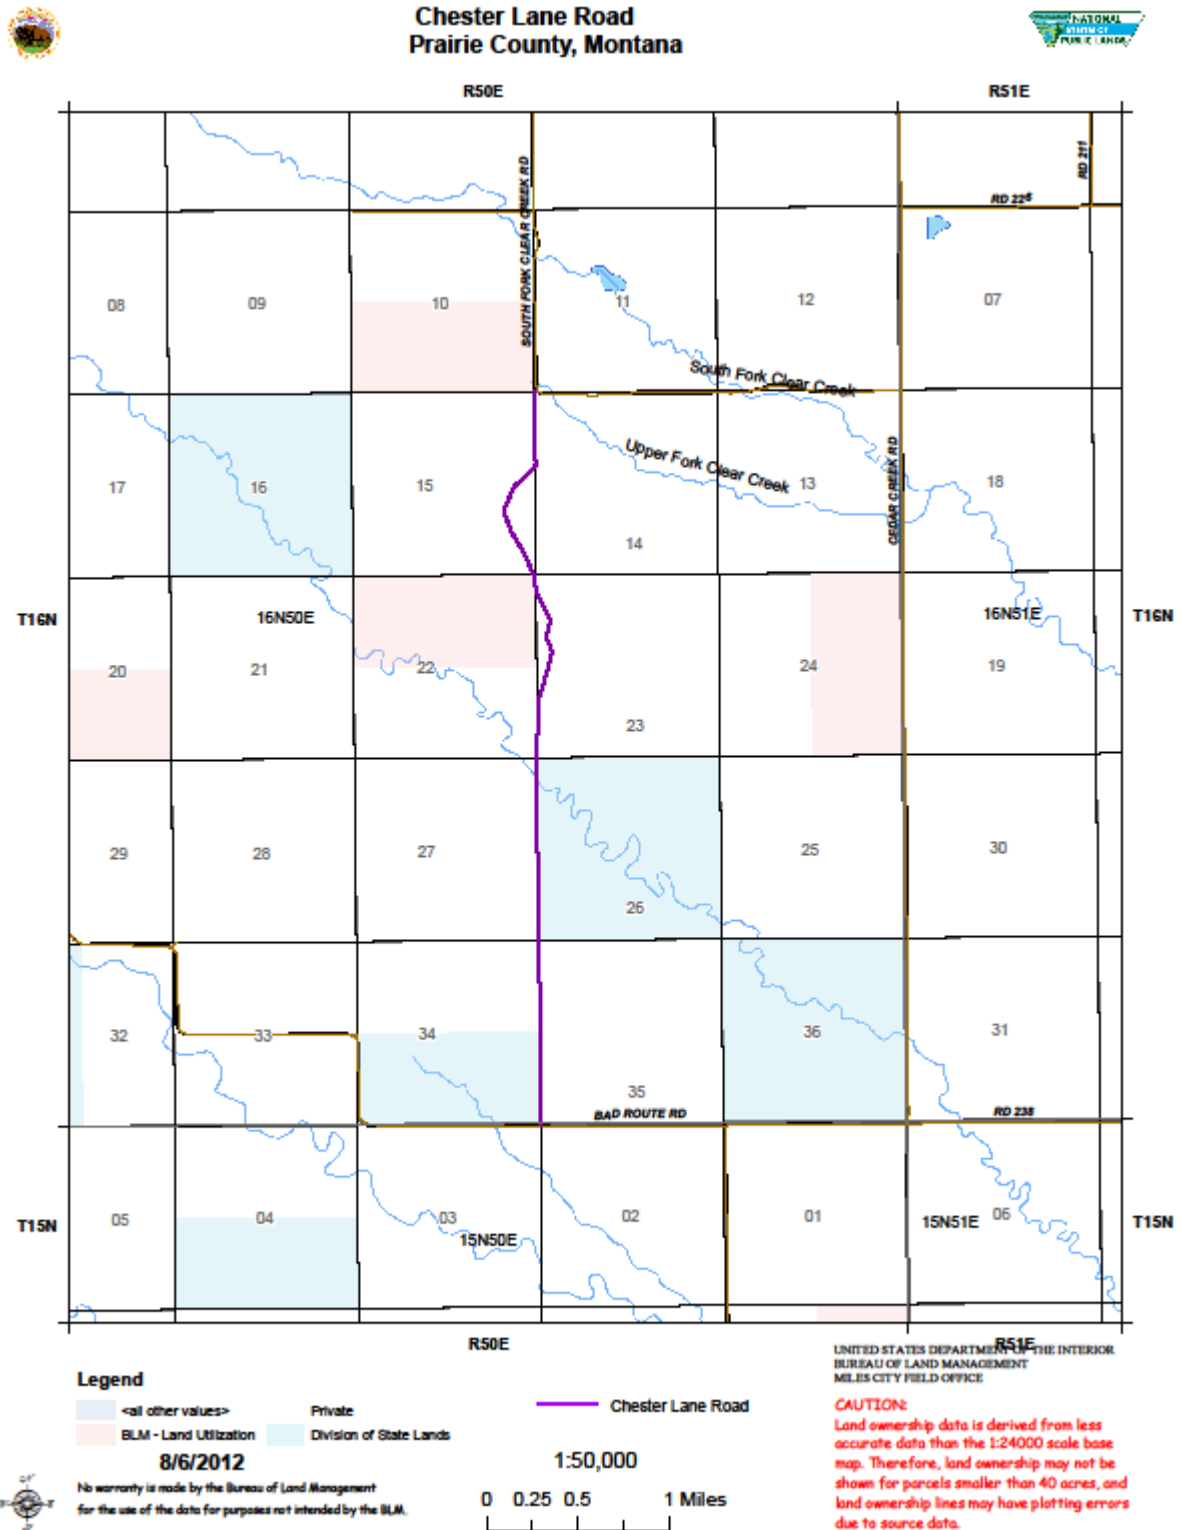 Chester Lane Road
Prairie County, Montana
NATIONAL
SYSTEM OF
PUBLIC LANDS
R50E
R51E
RD 211
SOUTH FORK CLEAR CREEK RD
RD 226
08
09
10
11
12
07
South Fork Clear Creek
Upper Fork Clear Creek
CEDAR CREEK RD
17
16
15
14
13
18
T16N
16N50E
16N51E
T16N
20
21
22
23
24
19
29
28
27
26
25
30
32
33
34
35
36
31
BAD ROUTE RD
RD 238
T15N
05
04
03
02
01
06
15N50E
15N51E
T15N
R50E
R51E
UNITED STATES DEPARTMENT OF THE INTERIOR
BUREAU OF LAND MANAGEMENT
MILES CITY FIELD OFFICE
Legend
<all other values>
Private
BLM - Land Utilization
Division of State Lands
Chester Lane Road
8/6/2012
1:50,000
No warranty is made by the Bureau of Land Management
for the use of the data for purposes not intended by the BLM.
0 0.25 0.5 1 Miles
CAUTION:
Land ownership data is derived from less
accurate data than the 1:24000 scale base
map. Therefore, land ownership may not be
shown for parcels smaller than 40 acres, and
land ownership lines may have plotting errors
due to source data.